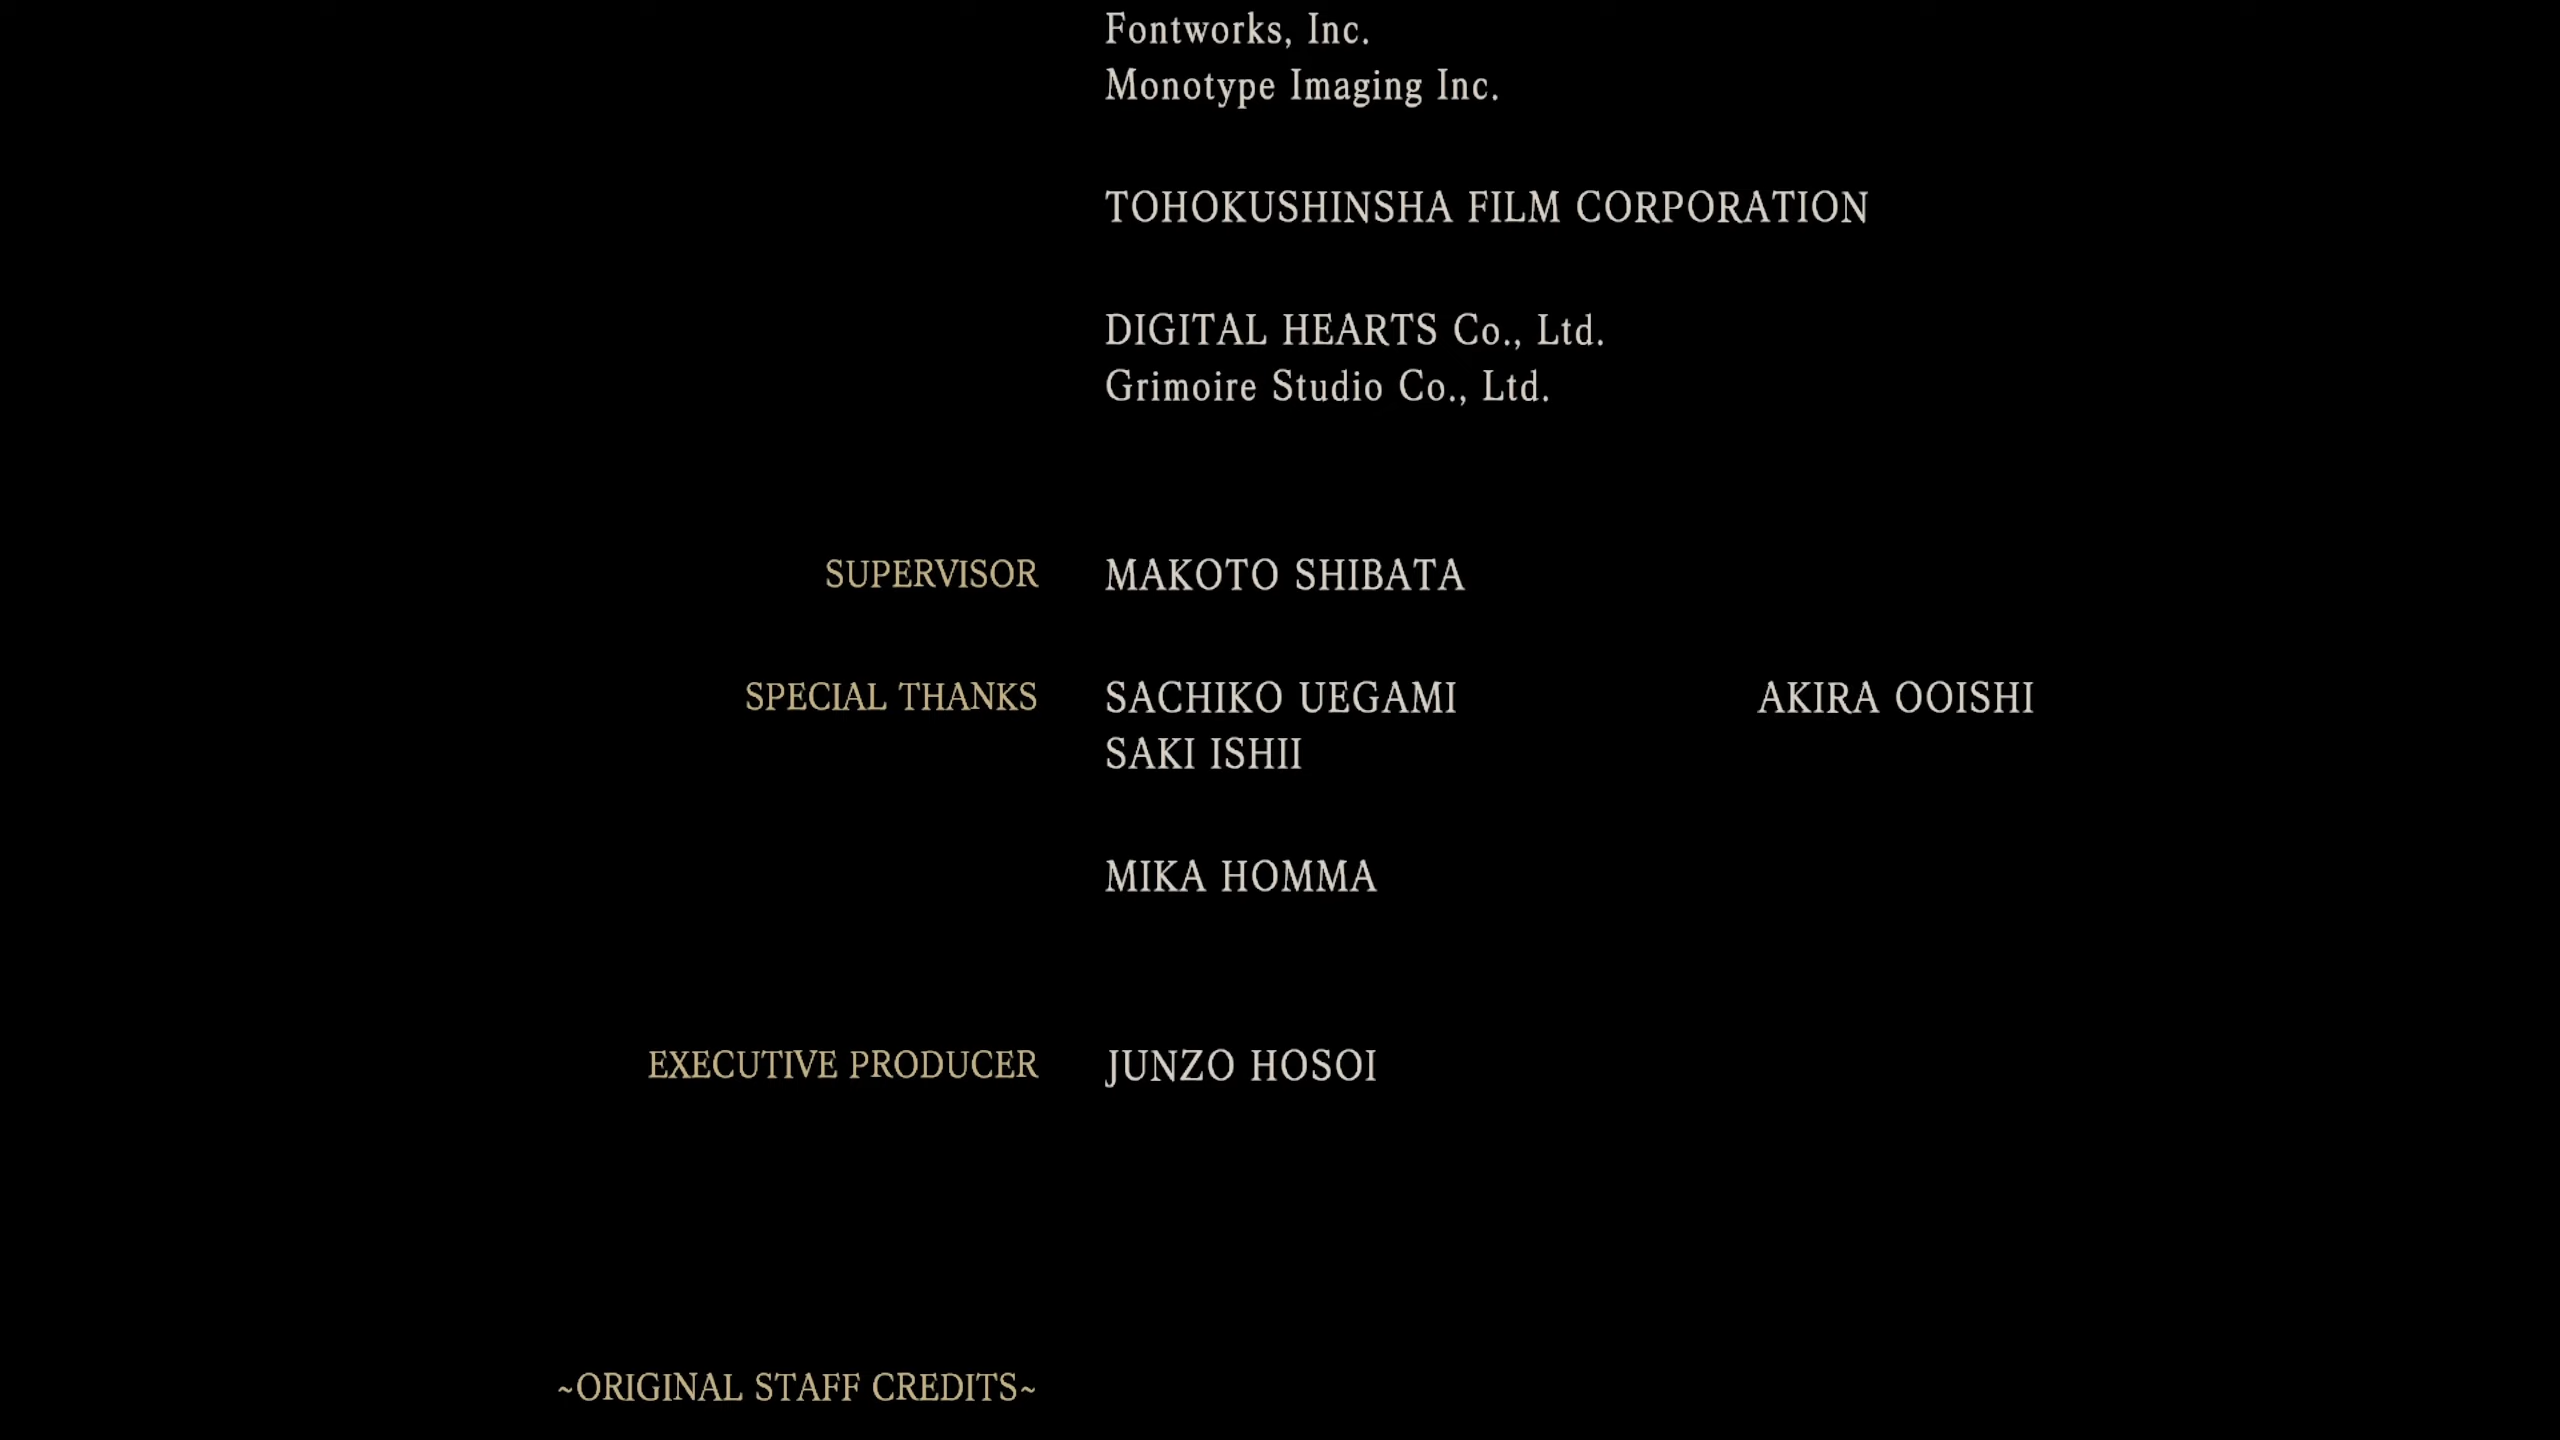 Fontworks, Inc.
Monotype Imaging Inc.
TOHOKUSHINSHA FILM CORPORATION
DIGITAL HEARTS Co., Ltd.
Grimoire Studio Co., Ltd.
SUPERVISOR MAKOTO SHIBATA
SPECIAL THANKS SACHIKO UEGAMI AKIRA OOISHI
SAKI ISHII
MIKA HOMMA
EXECUTIVE PRODUCER JUNZO HOSOI
~ORIGINAL STAFF CREDITS~